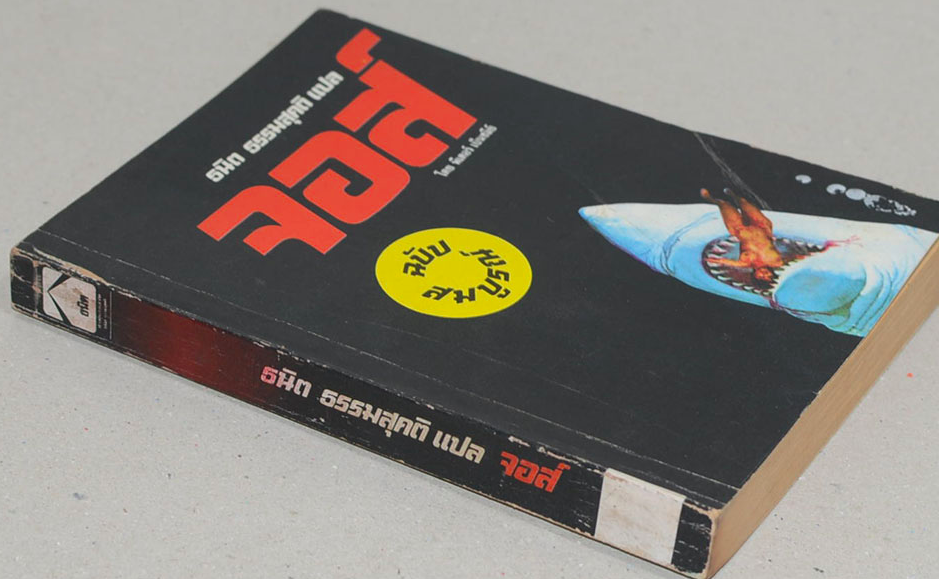 ธนิต ธรรมสุคติ แปล
จอส์
โดย พีเตอร์ เบ็นช์ลีย์
ฉบับ
สมบูรณ์
ธนิต ธรรมสุคติ แปล จอส์